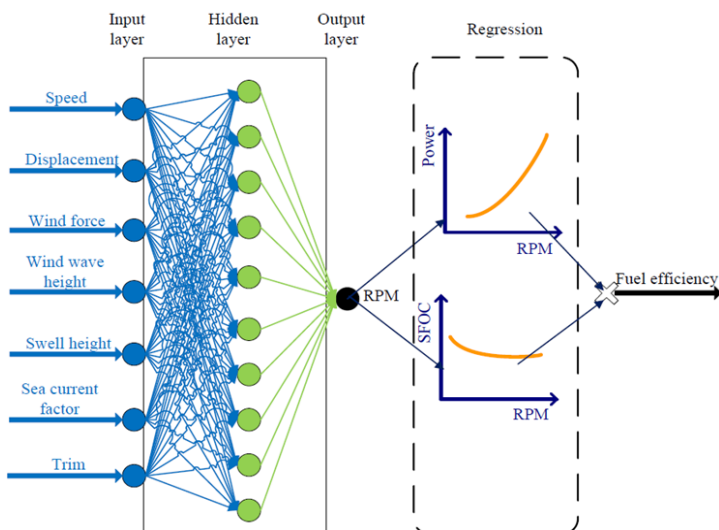 Input
layer
Hidden
layer
Output
layer
Regression
Speed
Displacement
Wind force
Wind wave
height
Swell height
Sea current
factor
Trim
RPM
Power
RPM
SFOC
RPM
Fuel efficiency